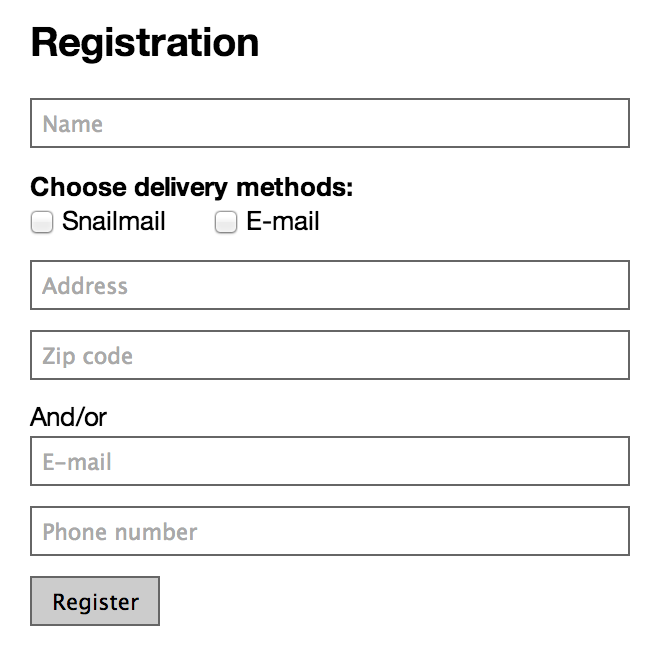 Registration
Name
Choose delivery methods:
Snailmail E-mail
Address
Zip code
And/or
E-mail
Phone number
Register